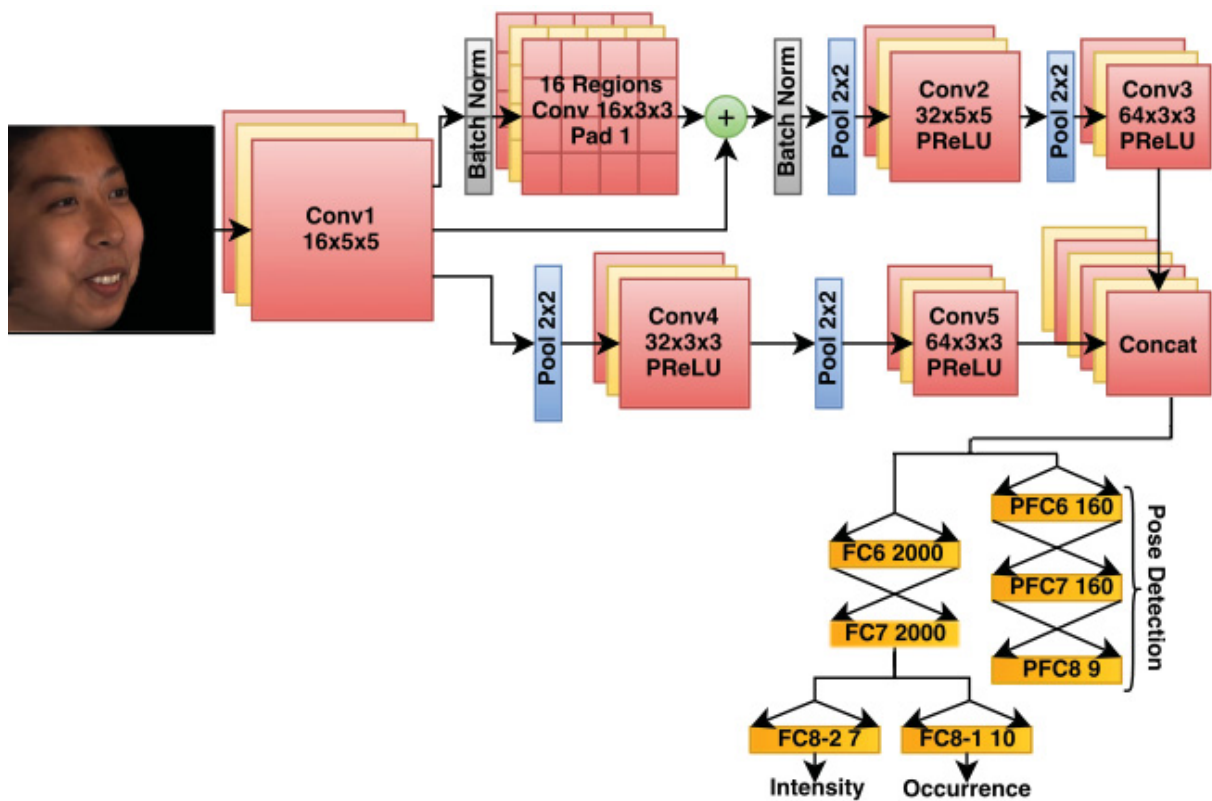 Batch Norm
16 Regions
Conv 16x3x3
Pad 1
+
Batch Norm
Pool 2x2
Conv2
32x5x5
PReLU
Pool 2x2
Conv3
64x3x3
PReLU
Conv1
16x5x5
Pool 2x2
Conv4
32x3x3
PReLU
Pool 2x2
Conv5
64x3x3
PReLU
Concat
PFC6 160
FC6 2000
PFC7 160
FC7 2000
PFC8 9
Pose Detection
FC8-2 7
FC8-1 10
Intensity
Occurrence